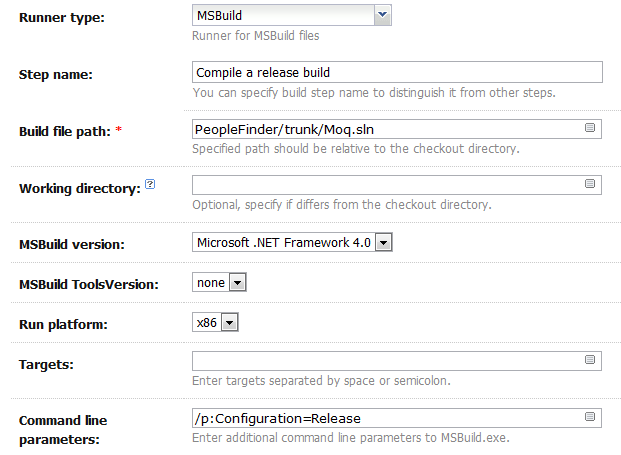 Runner type: MSBuild
Runner for MSBuild files
Step name: Compile a release build
You can specify build step name to distinguish it from other steps.
Build file path: * PeopleFinder/trunk/Moq.sln
Specified path should be relative to the checkout directory.
Working directory: ?
Optional, specify if differs from the checkout directory.
MSBuild version: Microsoft .NET Framework 4.0
MSBuild ToolsVersion: none
Run platform: x86
Targets:
Enter targets separated by space or semicolon.
Command line parameters: /p:Configuration=Release
Enter additional command line parameters to MSBuild.exe.